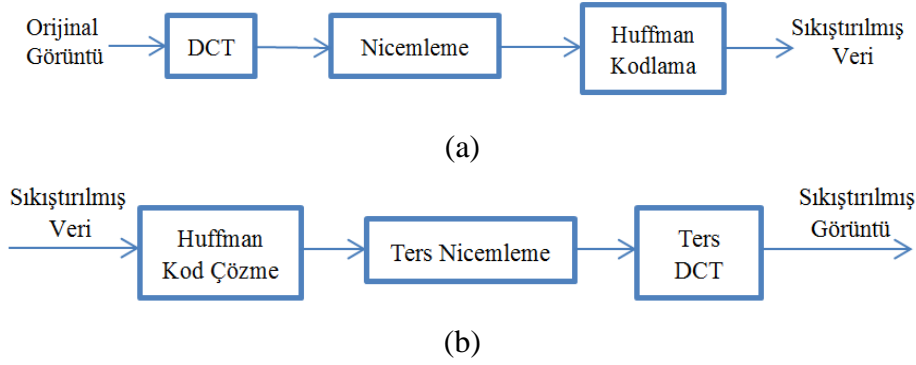 Orijinal
Görüntü
DCT
Nicemleme
Huffman
Kodlama
Sıkıştırılmış
Veri
(a)
Sıkıştırılmış
Veri
Huffman
Kod Çözme
Ters Nicemleme
Ters
DCT
Sıkıştırılmış
Görüntü
(b)